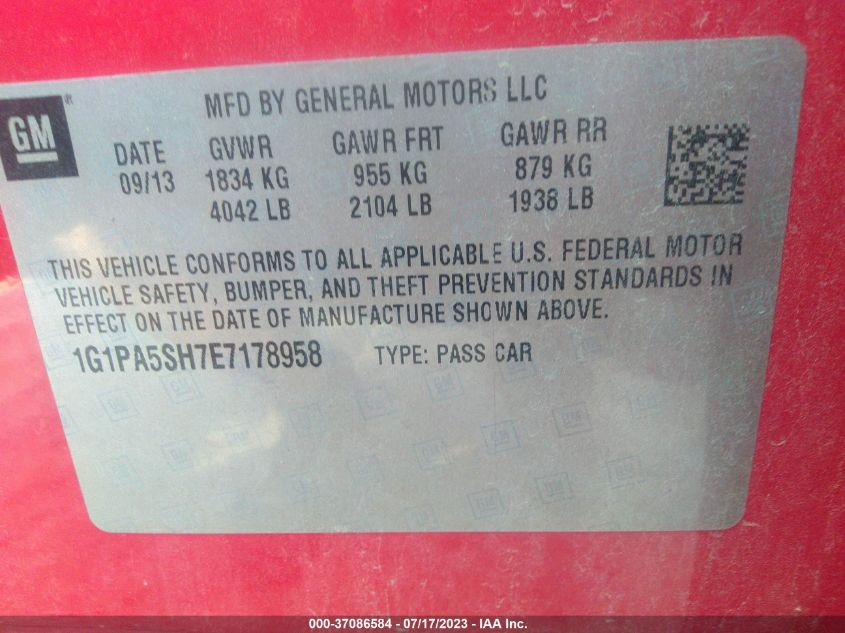 GM
MFD BY GENERAL MOTORS LLC
DATE GVWR GAWR FRT GAWR RR
09/13 1834 KG 955 KG 879 KG
4042 LB 2104 LB 1938 LB
THIS VEHICLE CONFORMS TO ALL APPLICABLE U.S. FEDERAL MOTOR
VEHICLE SAFETY, BUMPER, AND THEFT PREVENTION STANDARDS IN
EFFECT ON THE DATE OF MANUFACTURE SHOWN ABOVE.
1G1PA5SH7E7178958 TYPE: PASS CAR
000-37086584 - 07/17/2023 - IAA Inc.